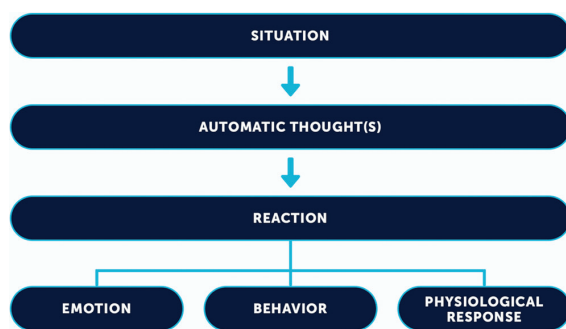 SITUATION
AUTOMATIC THOUGHT(S)
REACTION
EMOTION
BEHAVIOR
PHYSIOLOGICAL
RESPONSE